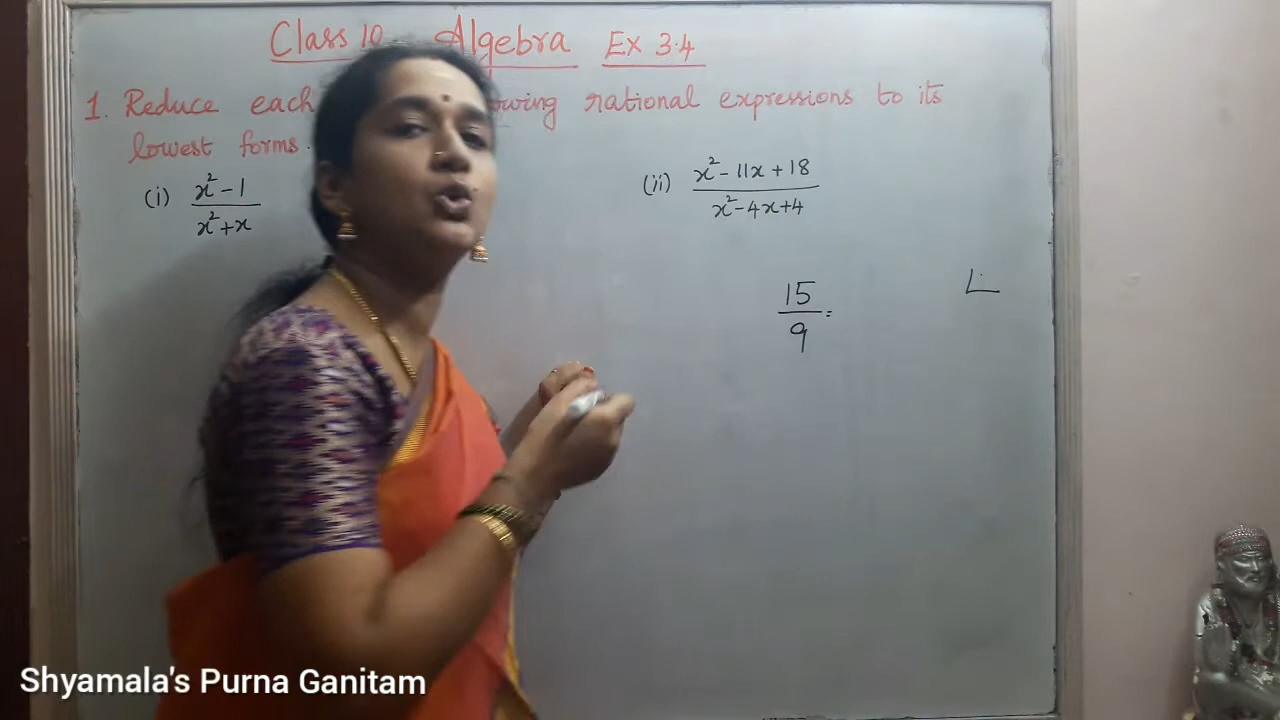 Class 10 Algebra Ex 3.4
1. Reduce each rational expressions to its
lowest forms.
(i) x² - 1 / x² + x
(ii) x² - 11x + 18 / x² - 4x + 4
15 / 9 =
Shyamala's Purna Ganitam